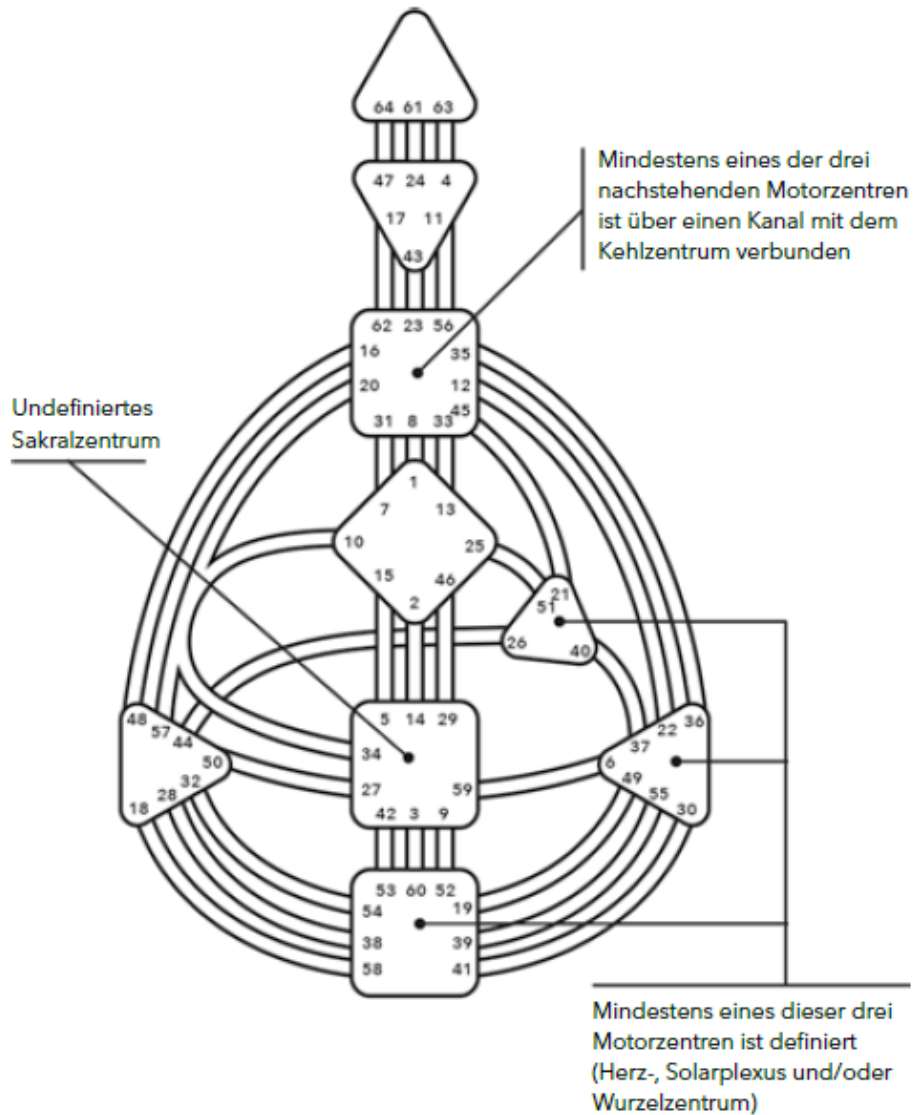 64 61 63
47 24 4
17 11
43
Mindestens eines der drei
nachstehenden Motorzentren
ist über einen Kanal mit dem
Kehlzentrum verbunden
62 23 56
16 35
20 12
45
31 8 33
Undefiniertes
Sakralzentrum
1
7 13
10 25
15 46
2
21
51
26 40
5 14 29
34
27 59
42 3 9
48
57
44
50
32
28
18
36
22
37
6
49
55
30
53 60 52
54 19
38 39
58 41
Mindestens eines dieser drei
Motorzentren ist definiert
(Herz-, Solarplexus und/oder
Wurzelzentrum)